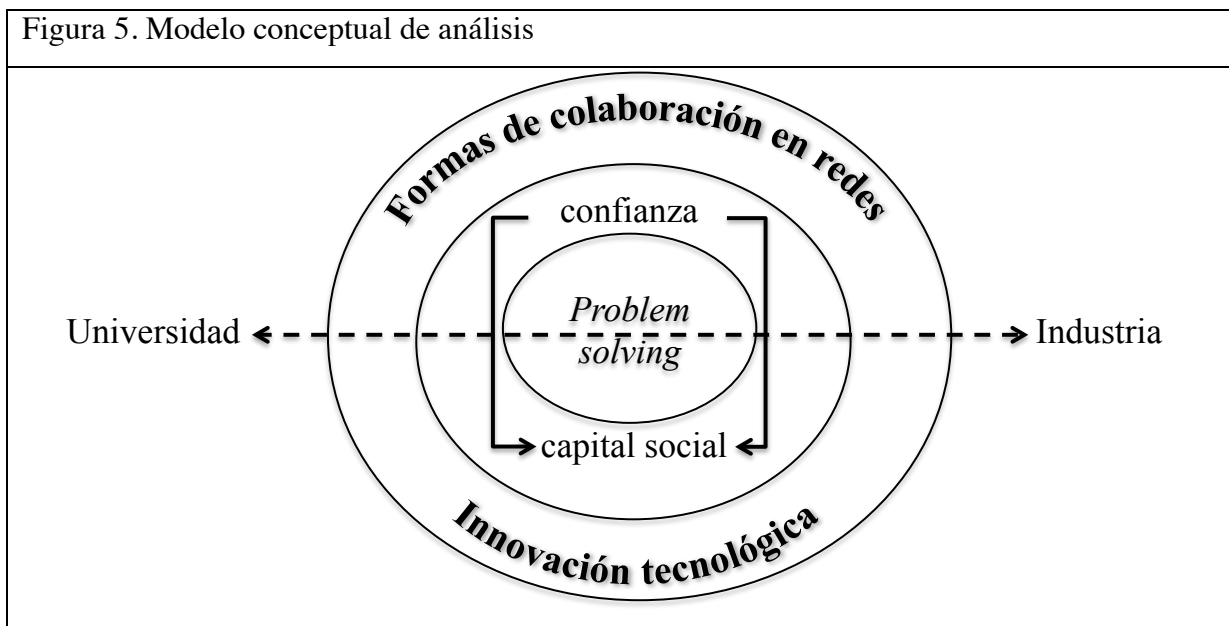 Figura 5. Modelo conceptual de análisis
Formas de colaboración en redes
confianza
Problem
Universidad
Industria
solving
capital social
Innovación tecnológica